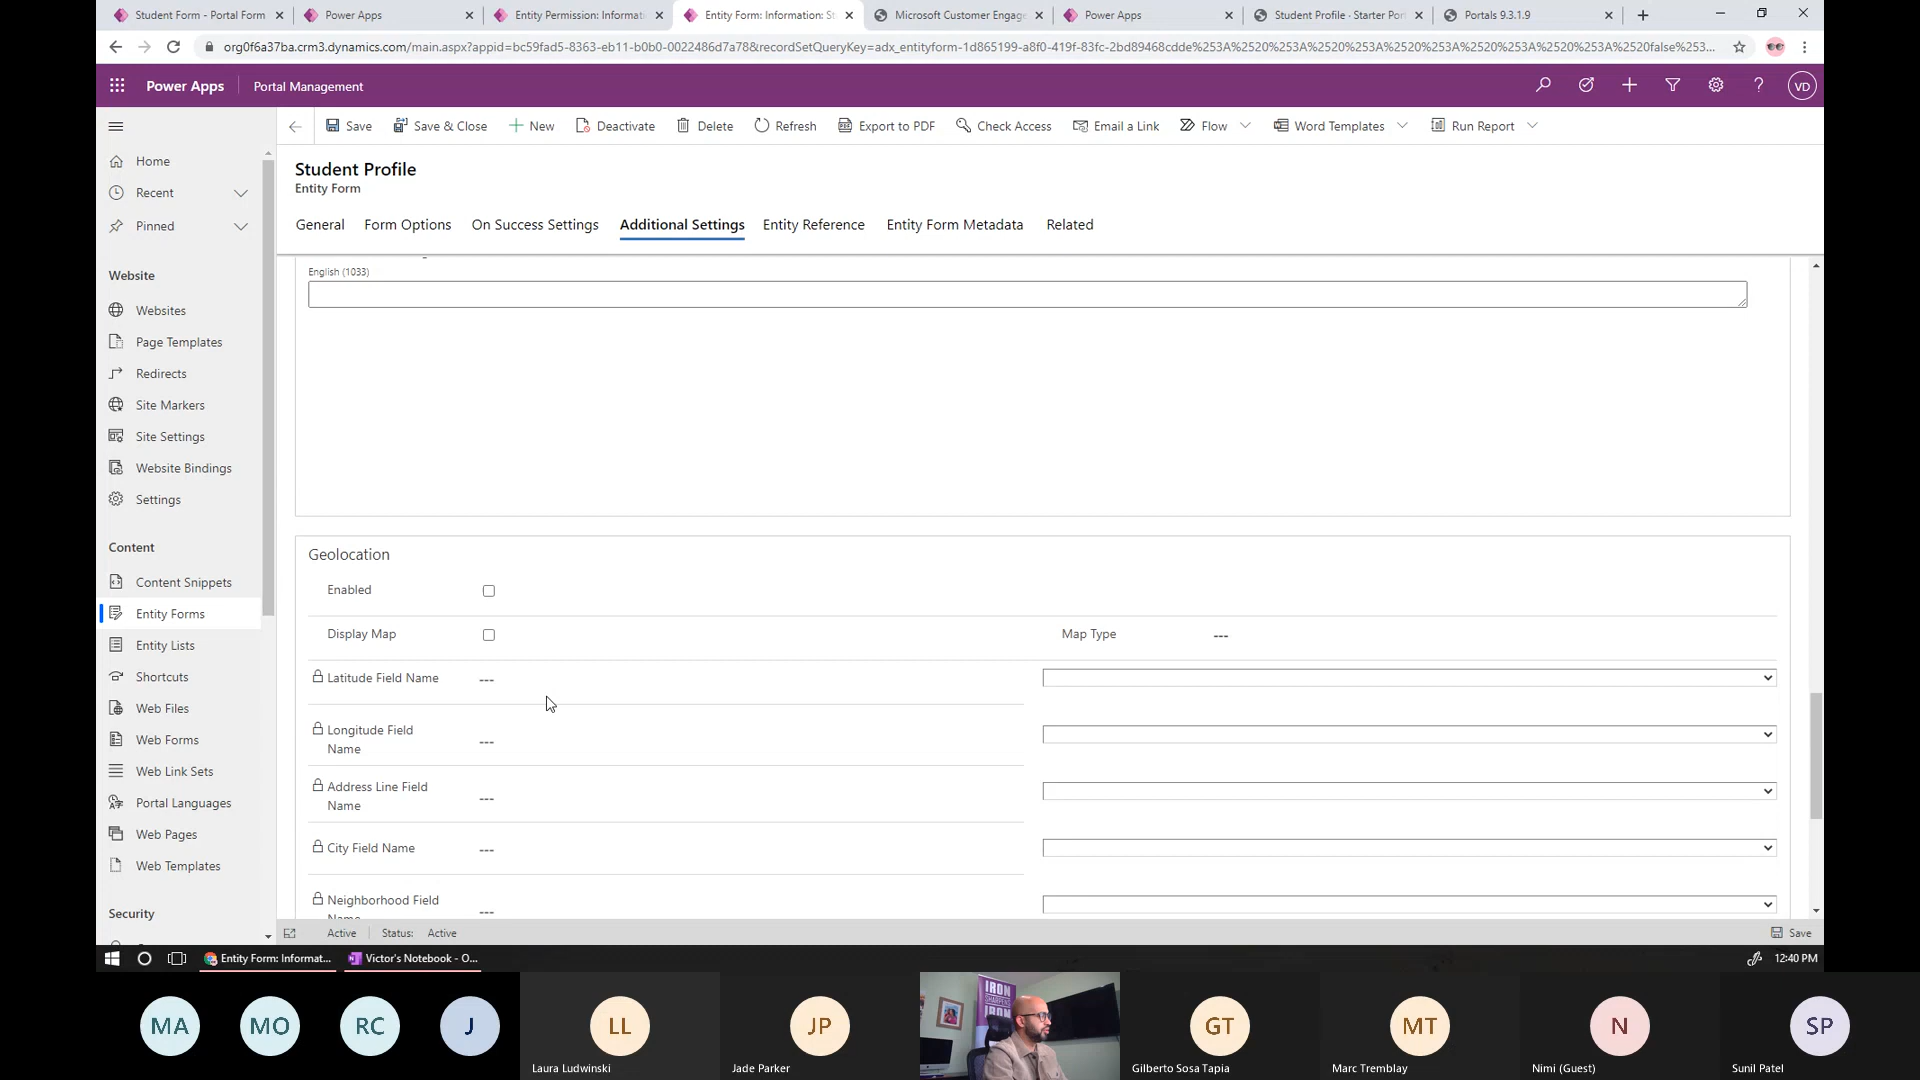 Student Form - Portal Form
Power Apps
Entity Permission: Informati
Entity Form: Information: St
Microsoft Customer Engag
Power Apps
Student Profile - Starter Port
Portals 9.3.1.9
org0f6a37ba.crm3.dynamics.com/main.aspx?appid=bc59fad5-8363-eb11-b0b0-0022486d7a78&recordSetQueryKey=adx_entityform-1d865199-a8f0-419f-83fc-2bd89468cdde%253A%2520%253A%2520%253A%2520%253A%2520%253A%2520false%253...
Power Apps
Portal Management
VD
Save
Save & Close
New
Deactivate
Delete
Refresh
Export to PDF
Check Access
Email a Link
Flow
Word Templates
Run Report
Home
Recent
Pinned
Website
Websites
Page Templates
Redirects
Site Markers
Site Settings
Website Bindings
Settings
Content
Content Snippets
Entity Forms
Entity Lists
Shortcuts
Web Files
Web Forms
Web Link Sets
Portal Languages
Web Pages
Web Templates
Security
Student Profile
Entity Form
General
Form Options
On Success Settings
Additional Settings
Entity Reference
Entity Form Metadata
Related
English (1033)
Geolocation
Enabled
Display Map
Map Type
---
Latitude Field Name
---
Longitude Field
Name
---
Address Line Field
Name
---
City Field Name
---
Neighborhood Field
Name
---
Active
Status:
Active
Save
Entity Form: Informat...
Victor's Notebook - O...
12:40 PM
MA
MO
RC
J
LL
Laura Ludwinski
JP
Jade Parker
IRON
SHARPENS
IRON
GT
Gilberto Sosa Tapia
MT
Marc Tremblay
N
Nimi (Guest)
SP
Sunil Patel